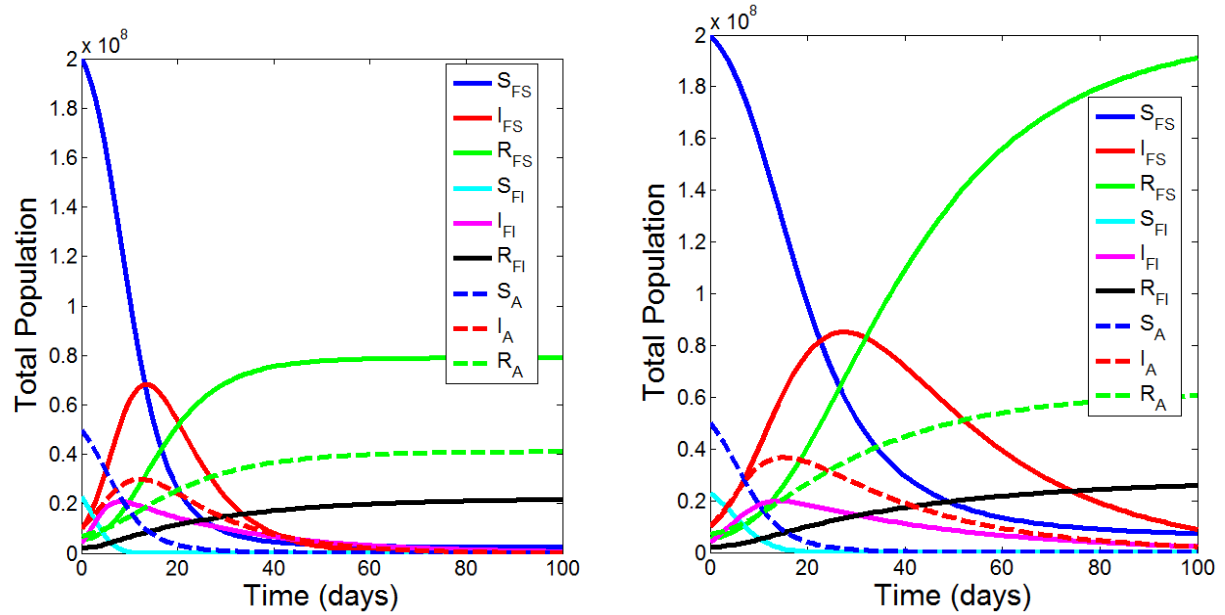 × 10⁸
2
1.8
1.6
1.4
1.2
1
0.8
0.6
0.4
0.2
0
Total Population
0 20 40 60 80 100
Time (days)
S_FS
I_FS
R_FS
S_FI
I_FI
R_FI
S_A
I_A
R_A
× 10⁸
2
1.8
1.6
1.4
1.2
1
0.8
0.6
0.4
0.2
0
Total Population
0 20 40 60 80 100
Time (days)
S_FS
I_FS
R_FS
S_FI
I_FI
R_FI
S_A
I_A
R_A